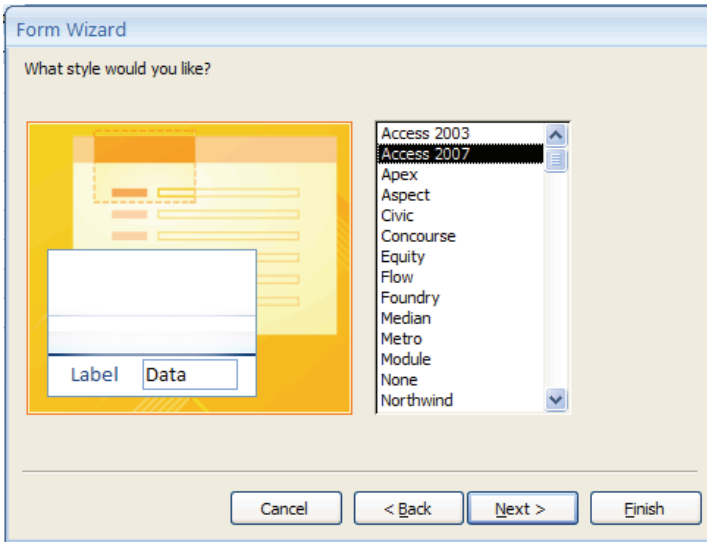 Form Wizard
What style would you like?
Access 2003
Access 2007
Apex
Aspect
Civic
Concourse
Equity
Flow
Foundry
Median
Metro
Module
None
Northwind
Label Data
Cancel < Back Next > Finish